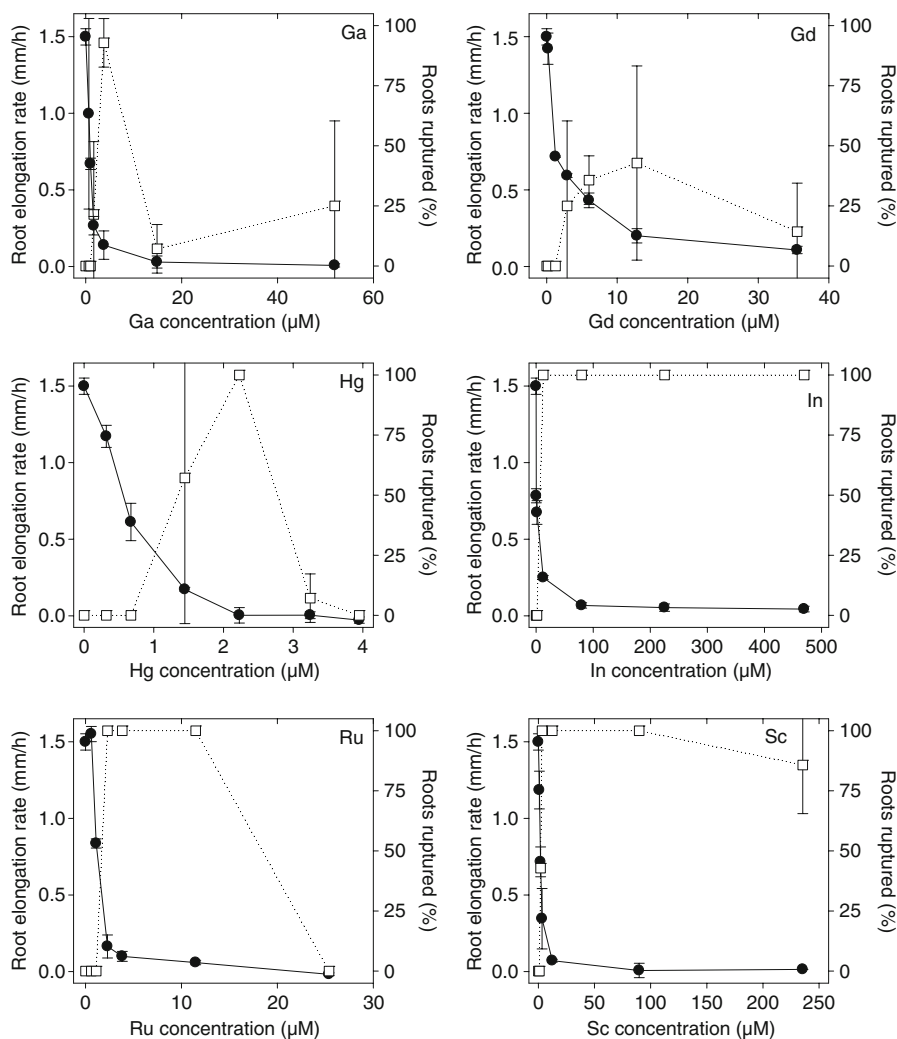 Ga
Root elongation rate (mm/h)
1.5
1.0
0.5
0.0
100
75
50
25
0
Roots ruptured (%)
0 20 40 60
Ga concentration (µM)
Gd
Root elongation rate (mm/h)
1.5
1.0
0.5
0.0
100
75
50
25
0
Roots ruptured (%)
0 10 20 30 40
Gd concentration (µM)
Hg
Root elongation rate (mm/h)
1.5
1.0
0.5
0.0
100
75
50
25
0
Roots ruptured (%)
0 1 2 3 4
Hg concentration (µM)
In
Root elongation rate (mm/h)
1.5
1.0
0.5
0.0
100
75
50
25
0
Roots ruptured (%)
0 100 200 300 400 500
In concentration (µM)
Ru
Root elongation rate (mm/h)
1.5
1.0
0.5
0.0
100
75
50
25
0
Roots ruptured (%)
0 10 20 30
Ru concentration (µM)
Sc
Root elongation rate (mm/h)
1.5
1.0
0.5
0.0
100
75
50
25
0
Roots ruptured (%)
0 50 100 150 200 250
Sc concentration (µM)